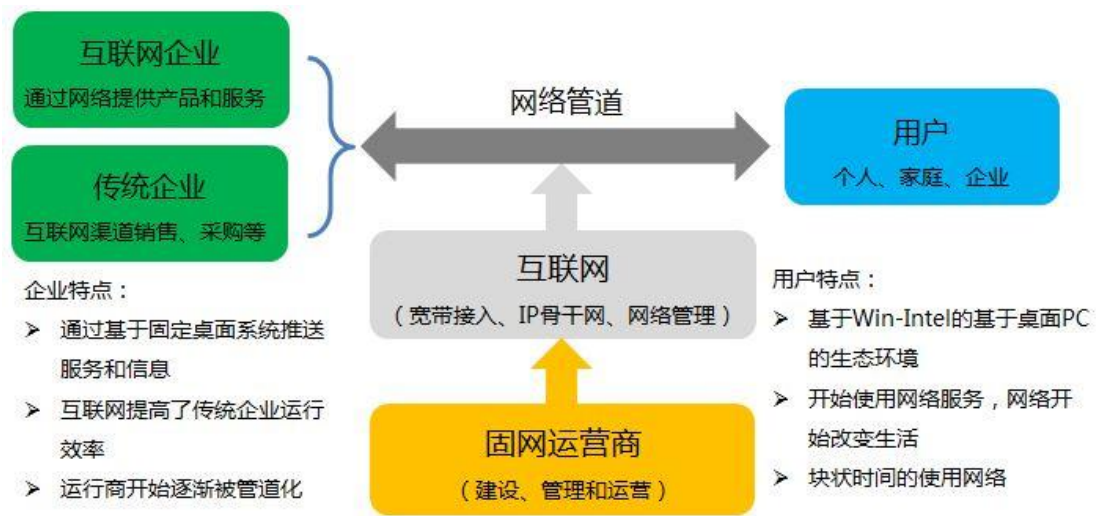 互联网企业
通过网络提供产品和服务
传统企业
互联网渠道销售、采购等
网络管道
用户
个人、家庭、企业
互联网
（宽带接入、IP骨干网、网络管理）
固网运营商
（建设、管理和运营）
企业特点：
➢ 通过基于固定桌面系统推送
服务和信息
➢ 互联网提高了传统企业运行
效率
➢ 运行商开始逐渐被管道化
用户特点：
➢ 基于Win-Intel的基于桌面PC
的生态环境
➢ 开始使用网络服务，网络开
始改变生活
➢ 块状时间的使用网络